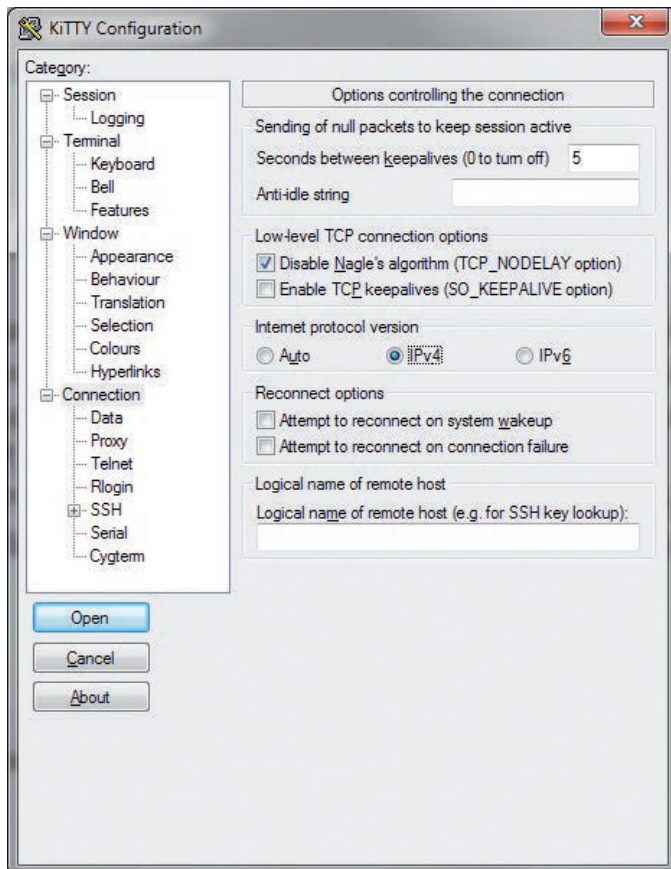 KiTTY Configuration
Category:
Session
Logging
Terminal
Keyboard
Bell
Features
Window
Appearance
Behaviour
Translation
Selection
Colours
Hyperlinks
Connection
Data
Proxy
Telnet
Rlogin
SSH
Serial
Cygterm
Open
Cancel
About
Options controlling the connection
Sending of null packets to keep session active
Seconds between keepalives (0 to turn off) 5
Anti-idle string
Low-level TCP connection options
Disable Nagle's algorithm (TCP_NODELAY option)
Enable TCP keepalives (SO_KEEPALIVE option)
Internet protocol version
Auto IPv4 IPv6
Reconnect options
Attempt to reconnect on system wakeup
Attempt to reconnect on connection failure
Logical name of remote host
Logical name of remote host (e.g. for SSH key lookup):